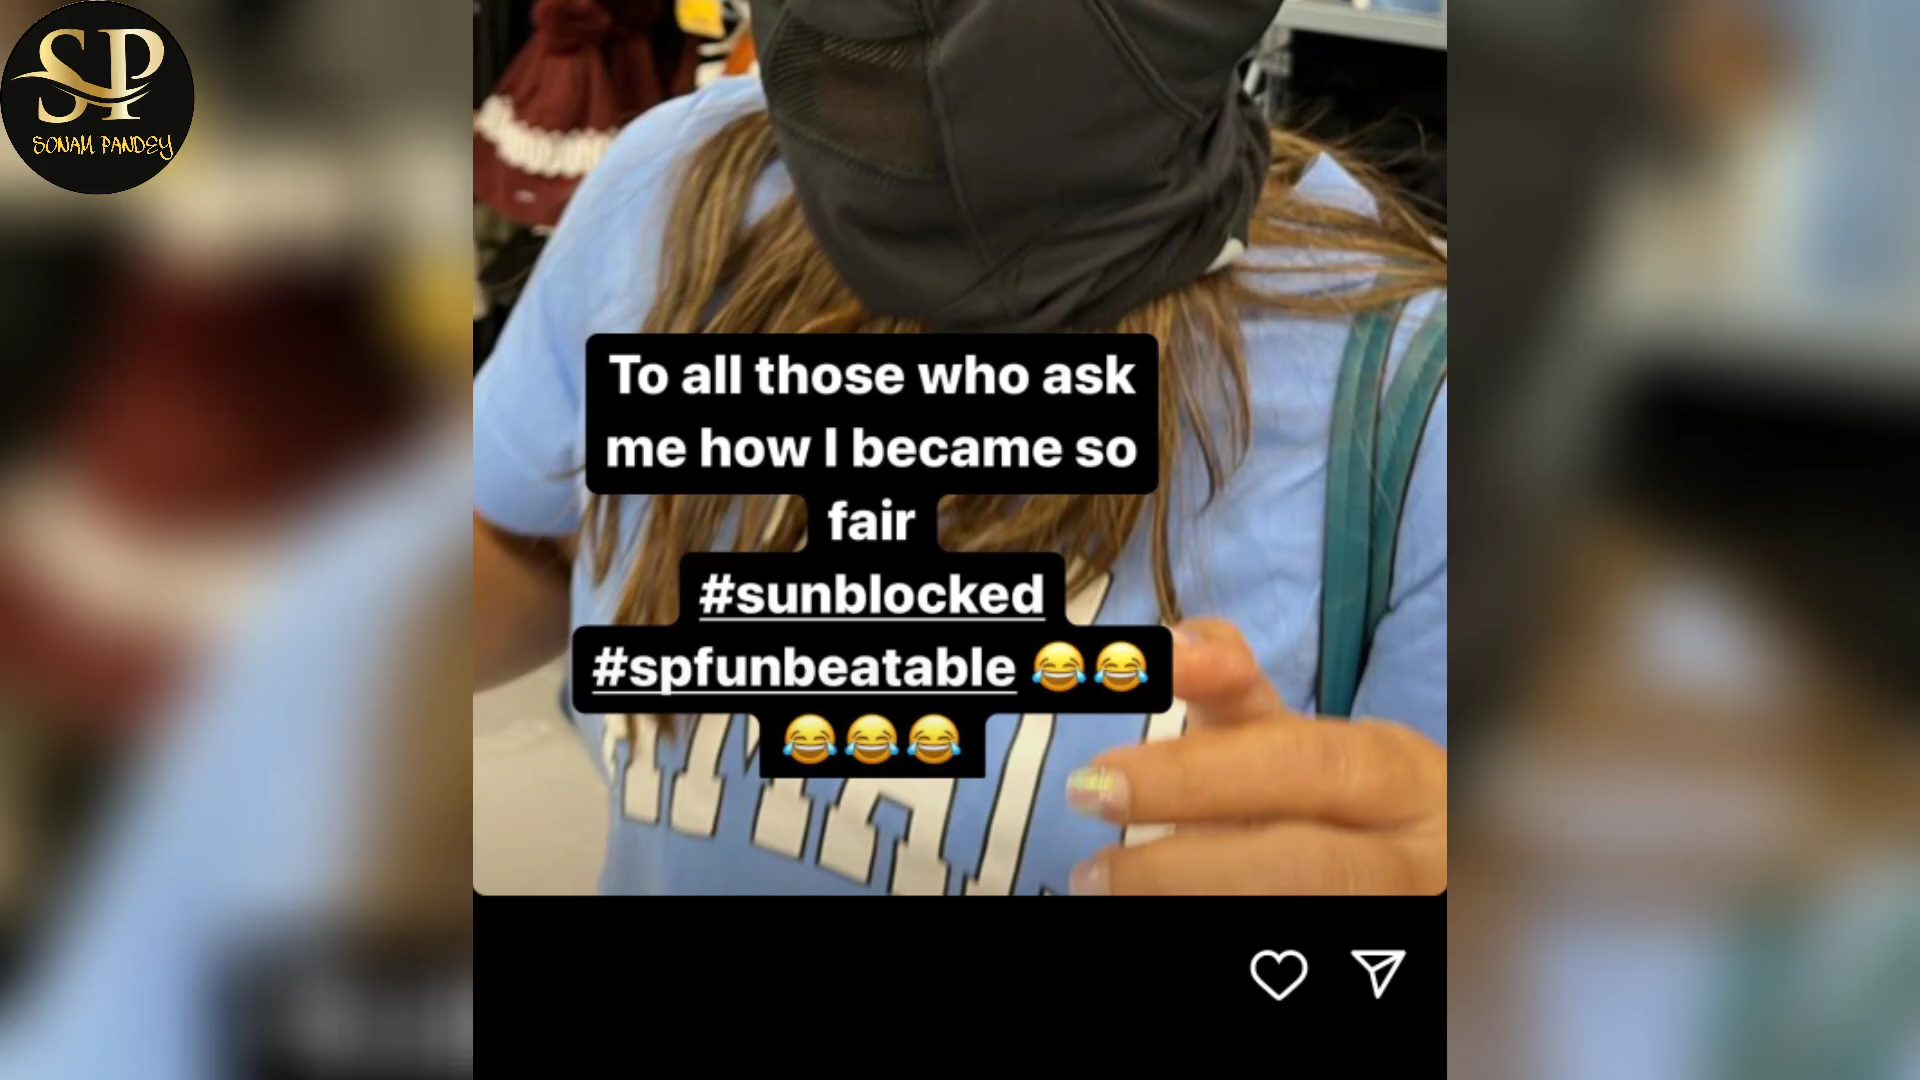 SP
SONAM PANDEY
To all those who ask
me how I became so
fair
#sunblocked
#spfunbeatable 😂😂
😂😂😂